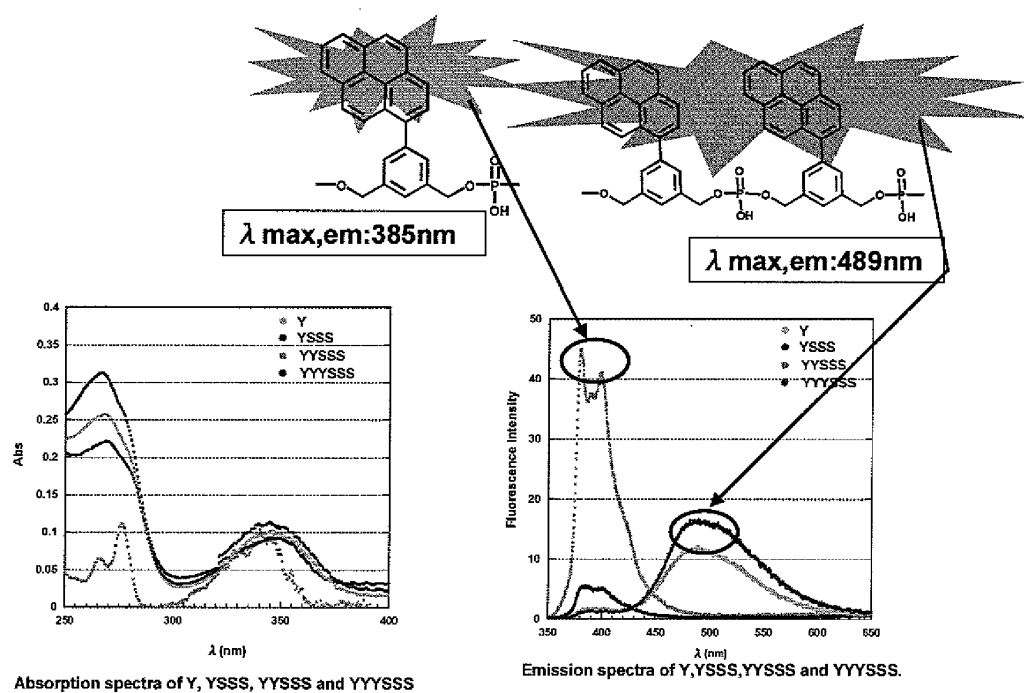 O
O
O
P
OH
O
O
O
P
O
OH
O
O
P
OH
λ max,em:385nm
λ max,em:489nm
0.4
0.35
0.3
0.25
0.2
0.15
0.1
0.05
0
Abs
Y
YSSS
YYSSS
YYYSSS
250 300 350 400
λ (nm)
Absorption spectra of Y, YSSS, YYSSS and YYYSSS
50
40
30
20
10
0
Fluorescence Intensity
Y
YSSS
YYSSS
YYYSSS
350 400 450 500 550 600 650
λ (nm)
Emission spectra of Y,YSSS,YYSSS and YYYSSS.